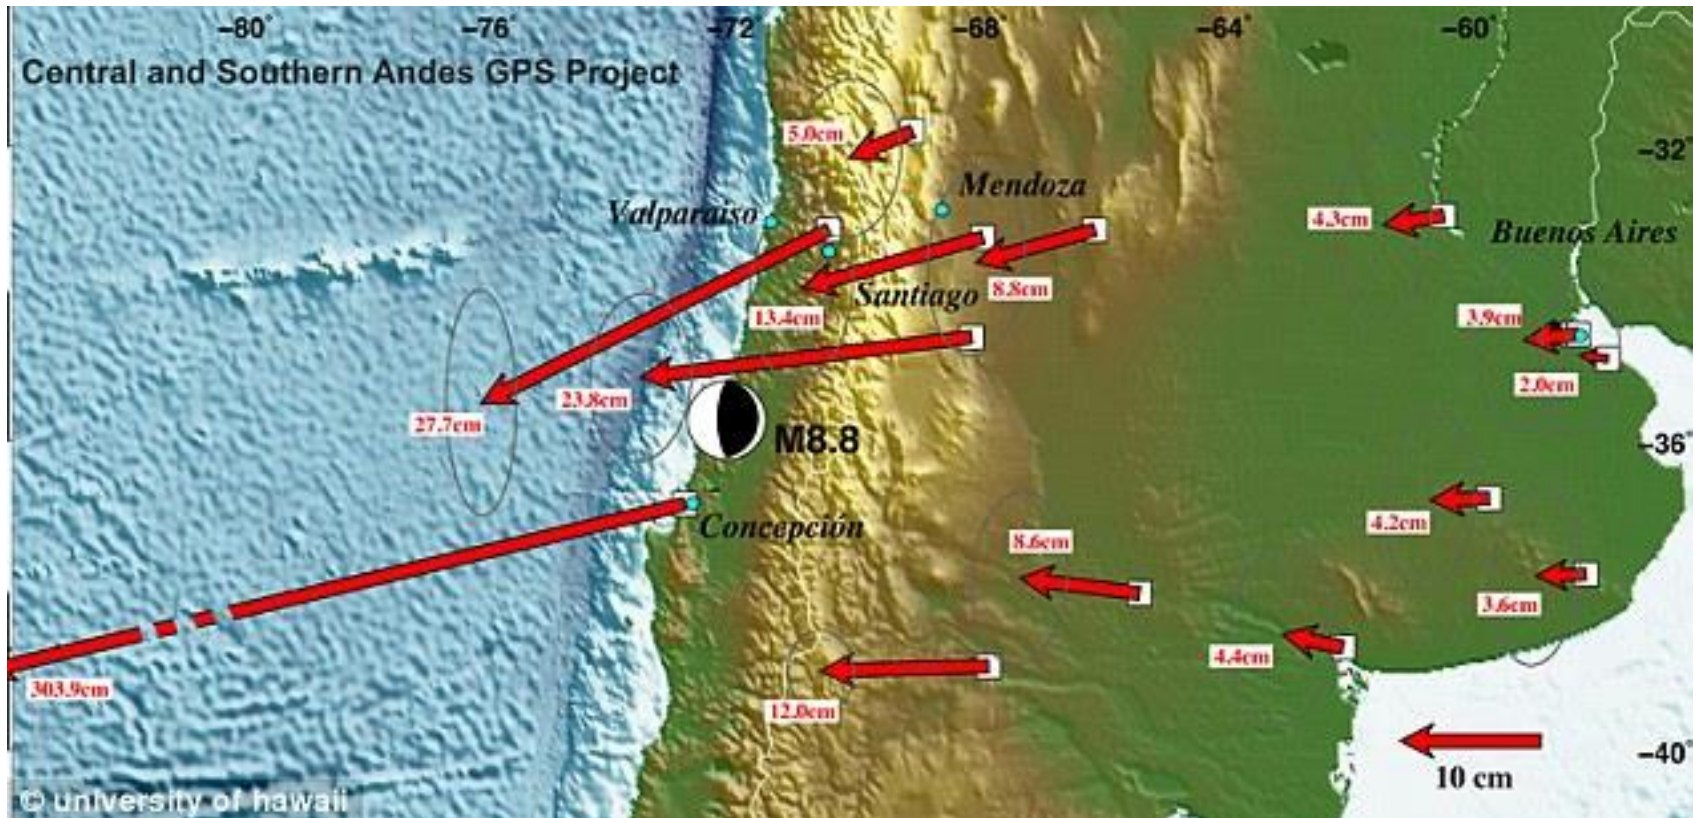 −80° −76° −72 −68° −64° −60°
Central and Southern Andes GPS Project
5.0cm
−32°
Mendoza
Valparaiso
4.3cm
Buenos Aires
Santiago
8.8cm
13.4cm
3.9cm
2.0cm
23.8cm
27.7cm
M8.8
−36°
Concepción
4.2cm
8.6cm
3.6cm
4.4cm
303.9cm
12.0cm
−40°
10 cm
© university of hawaii